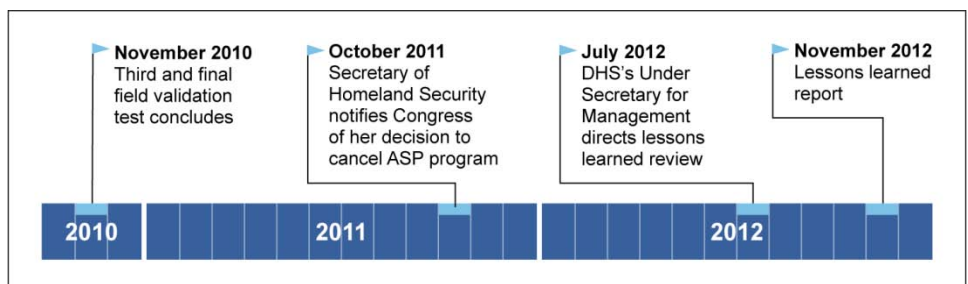 November 2010
Third and final
field validation
test concludes
October 2011
Secretary of
Homeland Security
notifies Congress
of her decision to
cancel ASP program
July 2012
DHS's Under
Secretary for
Management
directs lessons
learned review
November 2012
Lessons learned
report
2010
2011
2012